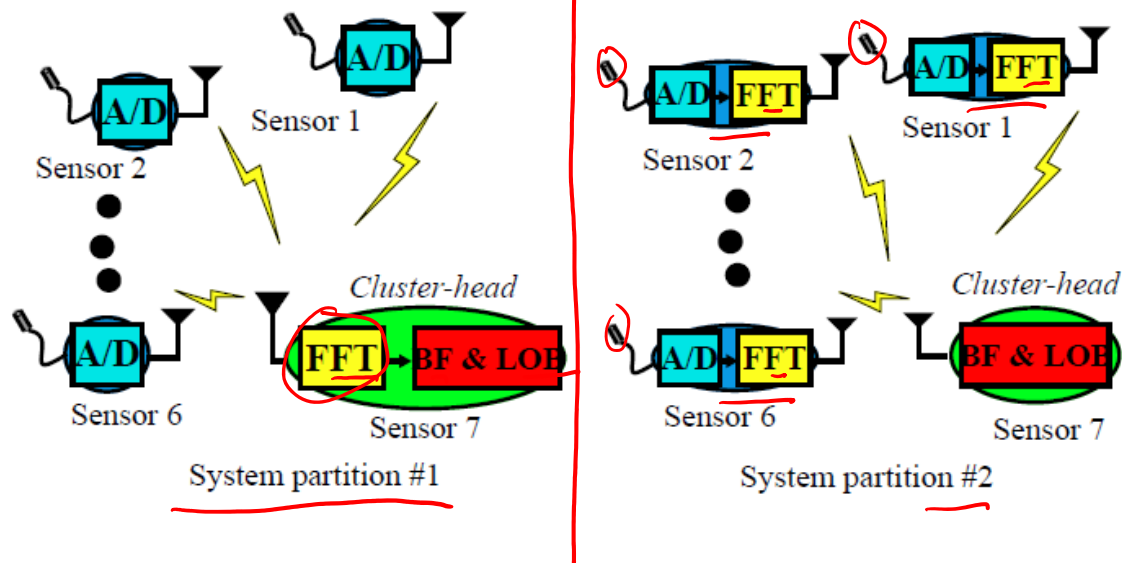 A/D
Sensor 1
A/D
Sensor 2
A/D
Sensor 6
Cluster-head
FFT
BF & LOB
Sensor 7
System partition #1
A/D
FFT
Sensor 1
A/D
FFT
Sensor 2
A/D
FFT
Sensor 6
Cluster-head
BF & LOB
Sensor 7
System partition #2